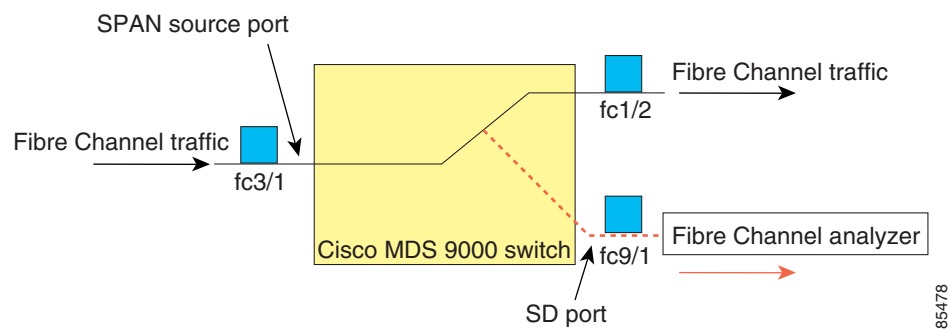 SPAN source port
Fibre Channel traffic
fc1/2
Fibre Channel traffic
fc3/1
Cisco MDS 9000 switch
Fibre Channel analyzer
fc9/1
SD port
85478